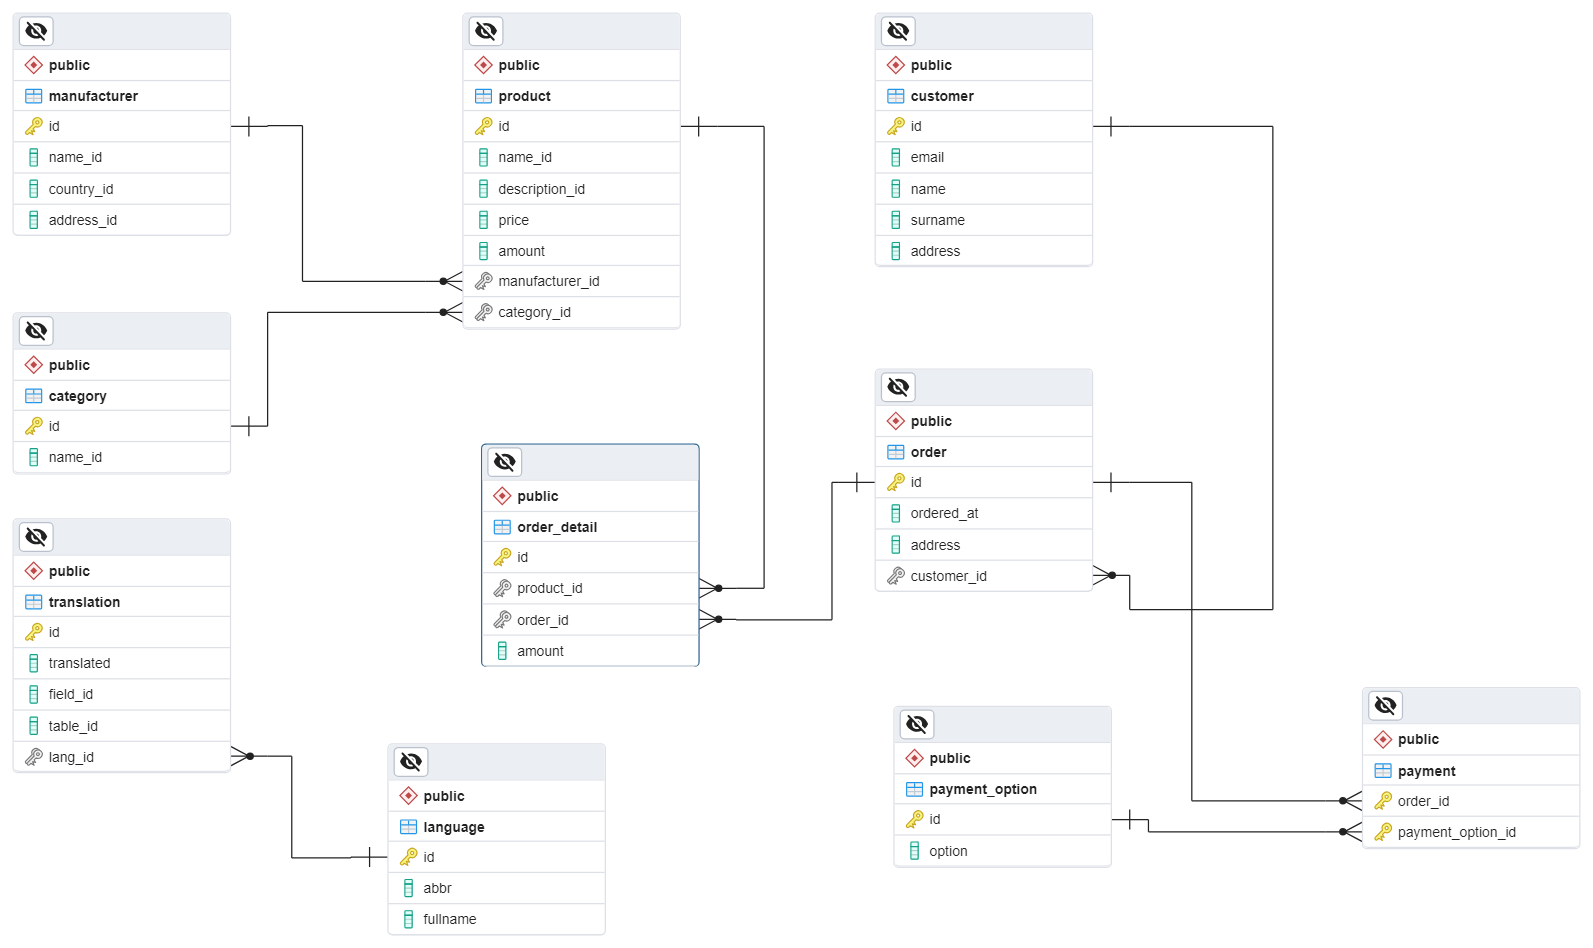 public
manufacturer
id
name_id
country_id
address_id
public
product
id
name_id
description_id
price
amount
manufacturer_id
category_id
public
customer
id
email
name
surname
address
public
category
id
name_id
public
order
id
ordered_at
address
customer_id
public
order_detail
id
product_id
order_id
amount
public
translation
id
translated
field_id
table_id
lang_id
public
language
id
abbr
fullname
public
payment_option
id
option
public
payment
order_id
payment_option_id